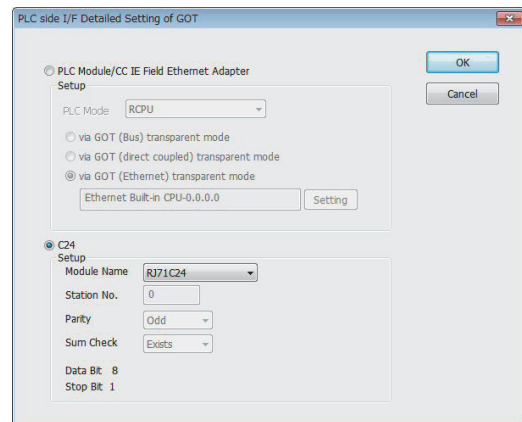 PLC side I/F Detailed Setting of GOT
PLC Module/CC IE Field Ethernet Adapter
OK
Setup
Cancel
PLC Mode RCPU
via GOT (Bus) transparent mode
via GOT (direct coupled) transparent mode
via GOT (Ethernet) transparent mode
Ethernet Built-in CPU-0.0.0.0 Setting
C24
Setup
Module Name RJ71C24
Station No. 0
Parity Odd
Sum Check Exists
Data Bit 8
Stop Bit 1